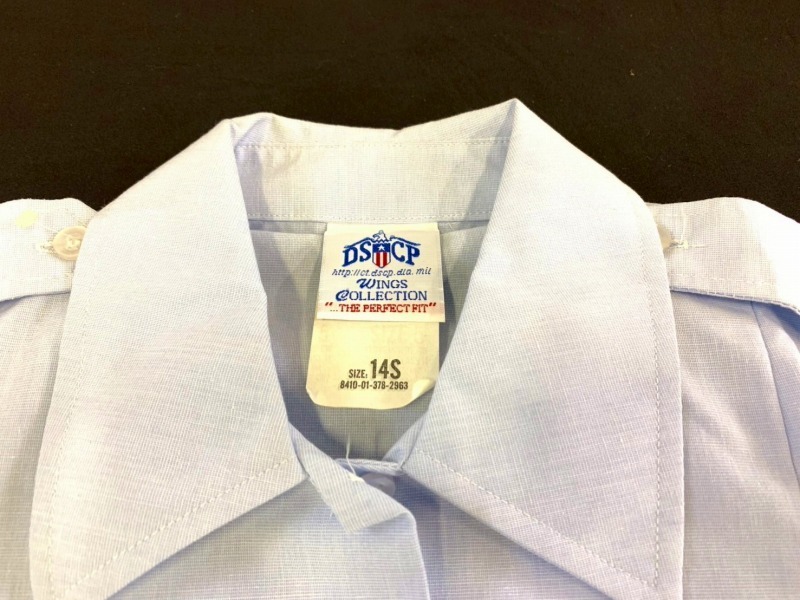 DSCP
http://ct.dscp.dla.mil
WINGS
COLLECTION
"...THE PERFECT FIT"
SIZE: 14S
8410-01-378-2963